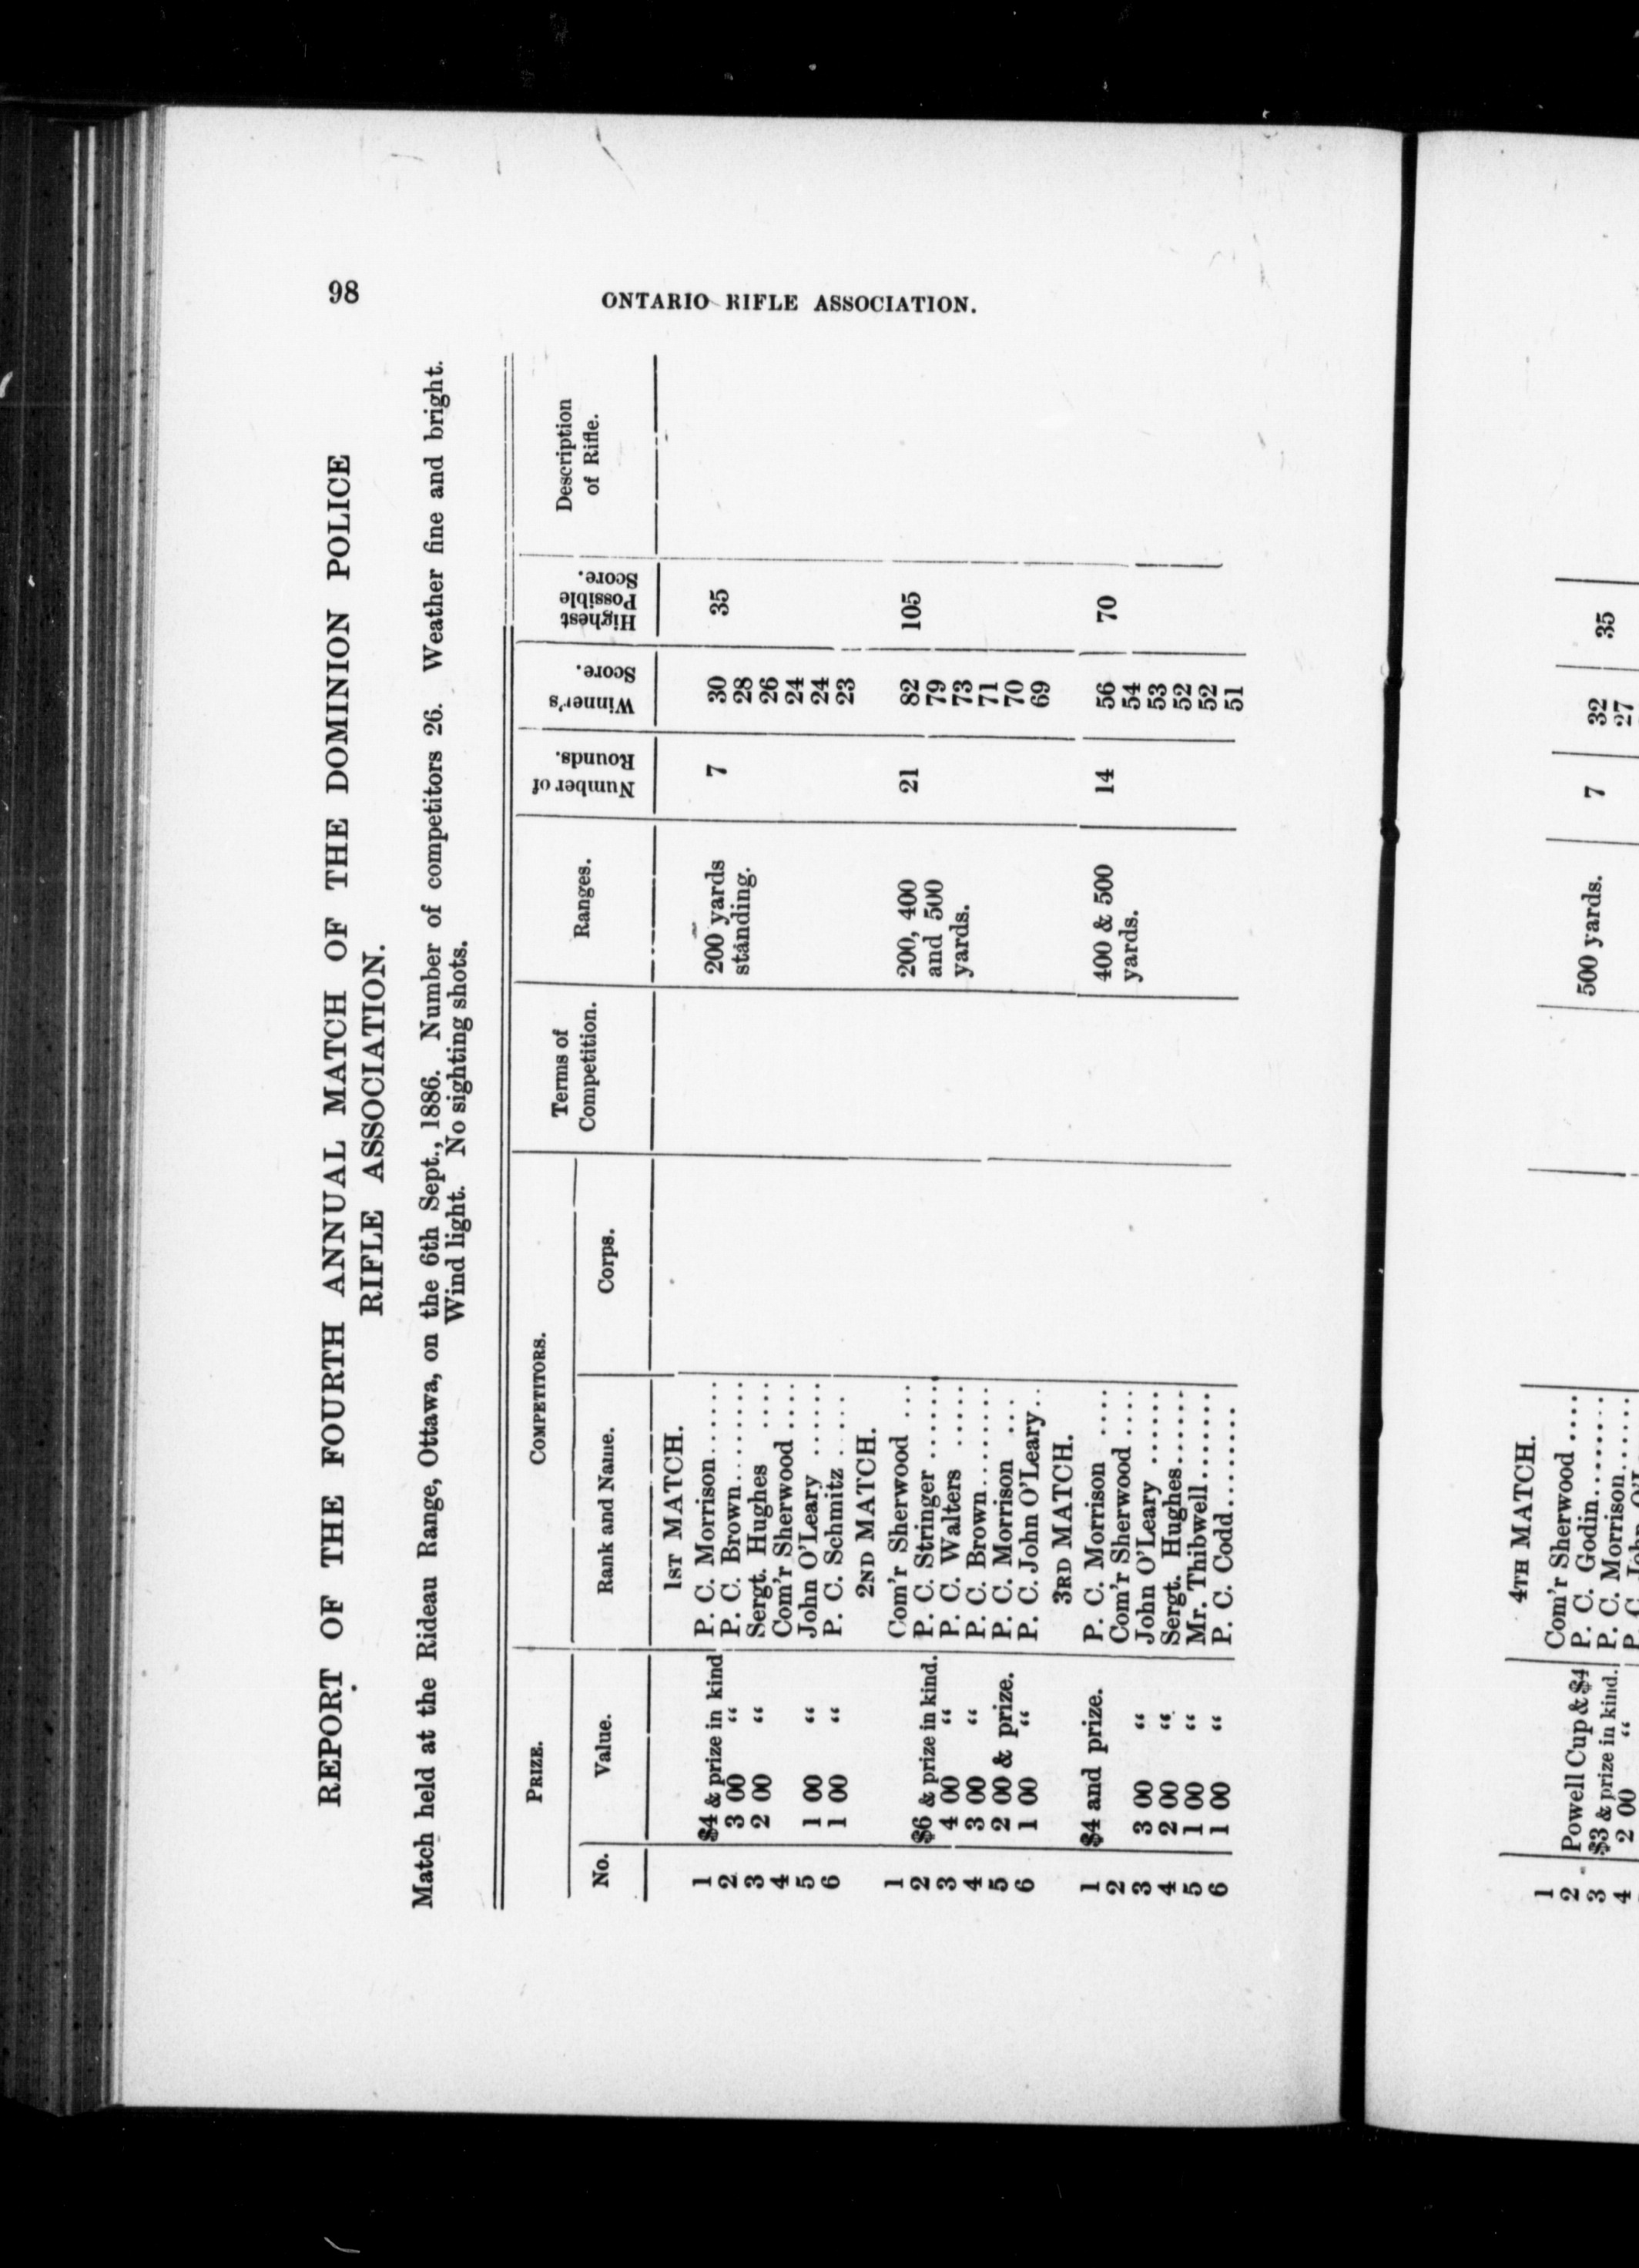 98
ONTARIO RIFLE ASSOCIATION.
REPORT OF THE FOURTH ANNUAL MATCH OF THE DOMINION POLICE
RIFLE ASSOCIATION.
Match held at the Rideau Range, Ottawa, on the 6th Sept., 1886. Number of competitors 26. Weather fine and bright.
Wind light. No sighting shots.
PRIZE. COMPETITORS. Terms of Competition. Ranges. Number of Rounds. Winner's Score. Highest Possible Score. Description of Rifle.
No. Value. Rank and Name. Corps.
1ST MATCH.
1 P. C. Morrison...... 200 yards 7 30 35
2 $4 & prize in kind P. C. Brown........ standing. 28
3 3 00 " Sergt. Hughes .... 26
4 2 00 " Com'r Sherwood .... 24
5 1 00 " John O'Leary ...... 24
6 1 00 " P. C. Schmitz ...... 23
2ND MATCH.
1 Com'r Sherwood ... 200, 400 21 82 105
2 $6 & prize in kind. P. C. Stringer ....... and 500 79
3 4 00 " P. C. Walters ..... yards. 73
4 3 00 " P. C. Brown......... 71
5 2 00 & prize. P. C. Morrison ... 70
6 1 00 " P. C. John O'Leary.. 69
3RD MATCH.
1 $4 and prize. P. C. Morrison .... 400 & 500 14 56 70
2 Com'r Sherwood .... yards. 54
3 3 00 " John O'Leary ....... 53
4 2 00 " Sergt. Hughes....... 52
5 1 00 " Mr. Thibwell........ 52
6 1 00 " P. C. Codd......... 51
4TH MATCH.
1 Com'r Sherwood .... 500 yards. 7 32 35
2 Powell Cup & $4 P. C. Godin........ 27
3 $3 & prize in kind. P. C. Morrison......
4 2 00 " P. C. John